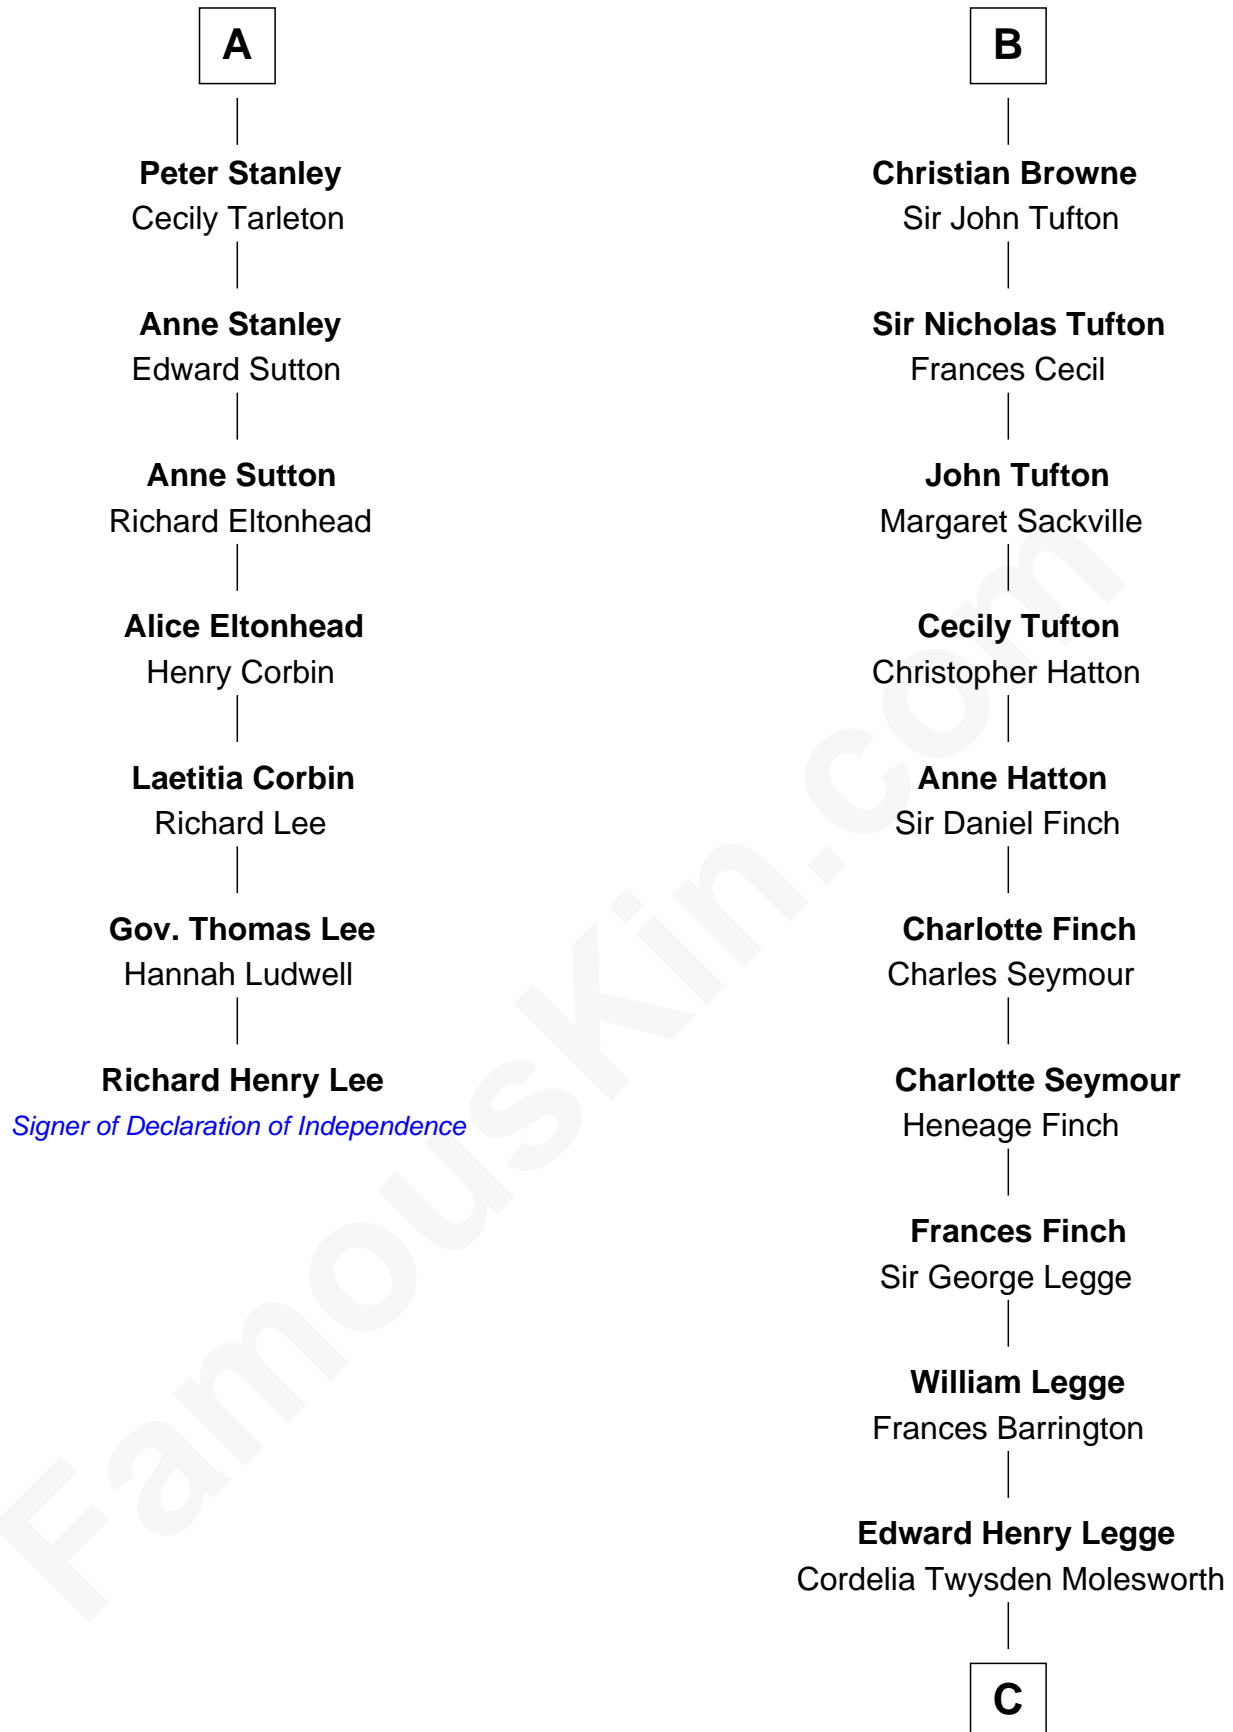 A
Peter Stanley
Cecily Tarleton
Anne Stanley
Edward Sutton
Anne Sutton
Richard Eltonhead
Alice Eltonhead
Henry Corbin
Laetitia Corbin
Richard Lee
Gov. Thomas Lee
Hannah Ludwell
Richard Henry Lee
Signer of Declaration of Independence
B
Christian Browne
Sir John Tufton
Sir Nicholas Tufton
Frances Cecil
John Tufton
Margaret Sackville
Cecily Tufton
Christopher Hatton
Anne Hatton
Sir Daniel Finch
Charlotte Finch
Charles Seymour
Charlotte Seymour
Heneage Finch
Frances Finch
Sir George Legge
William Legge
Frances Barrington
Edward Henry Legge
Cordelia Twysden Molesworth
C
FamousKin.com